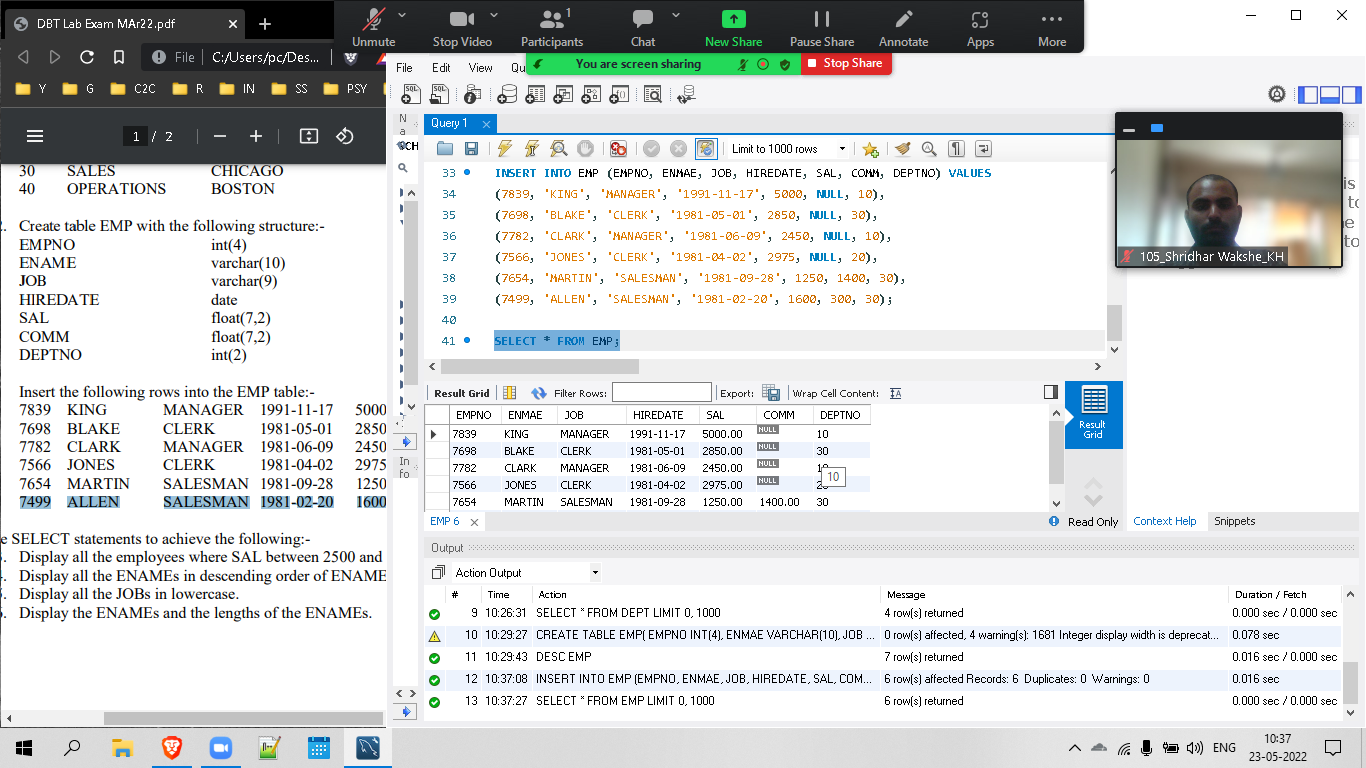 DBT Lab Exam MAr22.pdf
Unmute
Stop Video
1
Participants
Chat
New Share
Pause Share
Annotate
Apps
More
File C:/Users/pc/Des...
You are screen sharing
Stop Share
Y G C2C R IN SS PSY
File Edit View Qu
1 / 2
30 SALES CHICAGO
40 OPERATIONS BOSTON
. Create table EMP with the following structure:-
EMPNO int(4)
ENAME varchar(10)
JOB varchar(9)
HIREDATE date
SAL float(7,2)
COMM float(7,2)
DEPTNO int(2)
Insert the following rows into the EMP table:-
7839 KING MANAGER 1991-11-17 5000
7698 BLAKE CLERK 1981-05-01 2850
7782 CLARK MANAGER 1981-06-09 2450
7566 JONES CLERK 1981-04-02 2975
7654 MARTIN SALESMAN 1981-09-28 1250
7499 ALLEN SALESMAN 1981-02-20 1600
e SELECT statements to achieve the following:-
. Display all the employees where SAL between 2500 and
. Display all the ENAMEs in descending order of ENAME
. Display all the JOBs in lowercase.
. Display the ENAMEs and the lengths of the ENAMEs.
Na
CH
In
fo
Query 1
Limit to 1000 rows
33 INSERT INTO EMP (EMPNO, ENMAE, JOB, HIREDATE, SAL, COMM, DEPTNO) VALUES
34 (7839, 'KING', 'MANAGER', '1991-11-17', 5000, NULL, 10),
35 (7698, 'BLAKE', 'CLERK', '1981-05-01', 2850, NULL, 30),
36 (7782, 'CLARK', 'MANAGER', '1981-06-09', 2450, NULL, 10),
37 (7566, 'JONES', 'CLERK', '1981-04-02', 2975, NULL, 20),
38 (7654, 'MARTIN', 'SALESMAN', '1981-09-28', 1250, 1400, 30),
39 (7499, 'ALLEN', 'SALESMAN', '1981-02-20', 1600, 300, 30);
40
41 SELECT * FROM EMP;
105_Shridhar Wakshe_KH
is
to
e
to
Result Grid Filter Rows: Export: Wrap Cell Content:
EMPNO ENMAE JOB HIREDATE SAL COMM DEPTNO
7839 KING MANAGER 1991-11-17 5000.00 NULL 10
7698 BLAKE CLERK 1981-05-01 2850.00 NULL 30
7782 CLARK MANAGER 1981-06-09 2450.00 NULL 10
7566 JONES CLERK 1981-04-02 2975.00 NULL 20
7654 MARTIN SALESMAN 1981-09-28 1250.00 1400.00 30
10
Result
Grid
EMP 6
Read Only
Context Help Snippets
Output
Action Output
# Time Action Message Duration / Fetch
9 10:26:31 SELECT * FROM DEPT LIMIT 0, 1000 4 row(s) returned 0.000 sec / 0.000 sec
10 10:29:27 CREATE TABLE EMP( EMPNO INT(4), ENMAE VARCHAR(10), JOB ... 0 row(s) affected, 4 warning(s): 1681 Integer display width is deprecat... 0.078 sec
11 10:29:43 DESC EMP 7 row(s) returned 0.016 sec / 0.000 sec
12 10:37:08 INSERT INTO EMP (EMPNO, ENMAE, JOB, HIREDATE, SAL, COM... 6 row(s) affected Records: 6 Duplicates: 0 Warnings: 0 0.016 sec
13 10:37:27 SELECT * FROM EMP LIMIT 0, 1000 6 row(s) returned 0.000 sec / 0.000 sec
ENG
10:37
23-05-2022